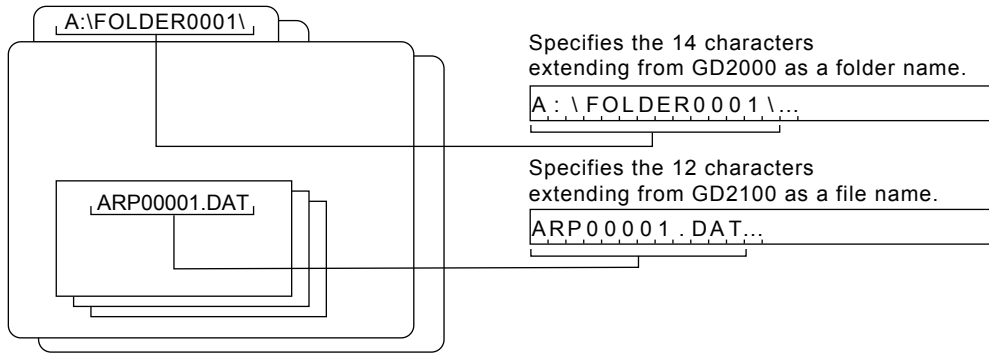 A:\FOLDER0001\
Specifies the 14 characters
extending from GD2000 as a folder name.
A:\FOLDER0001\...
Specifies the 12 characters
extending from GD2100 as a file name.
ARP00001.DAT
ARP00001.DAT...